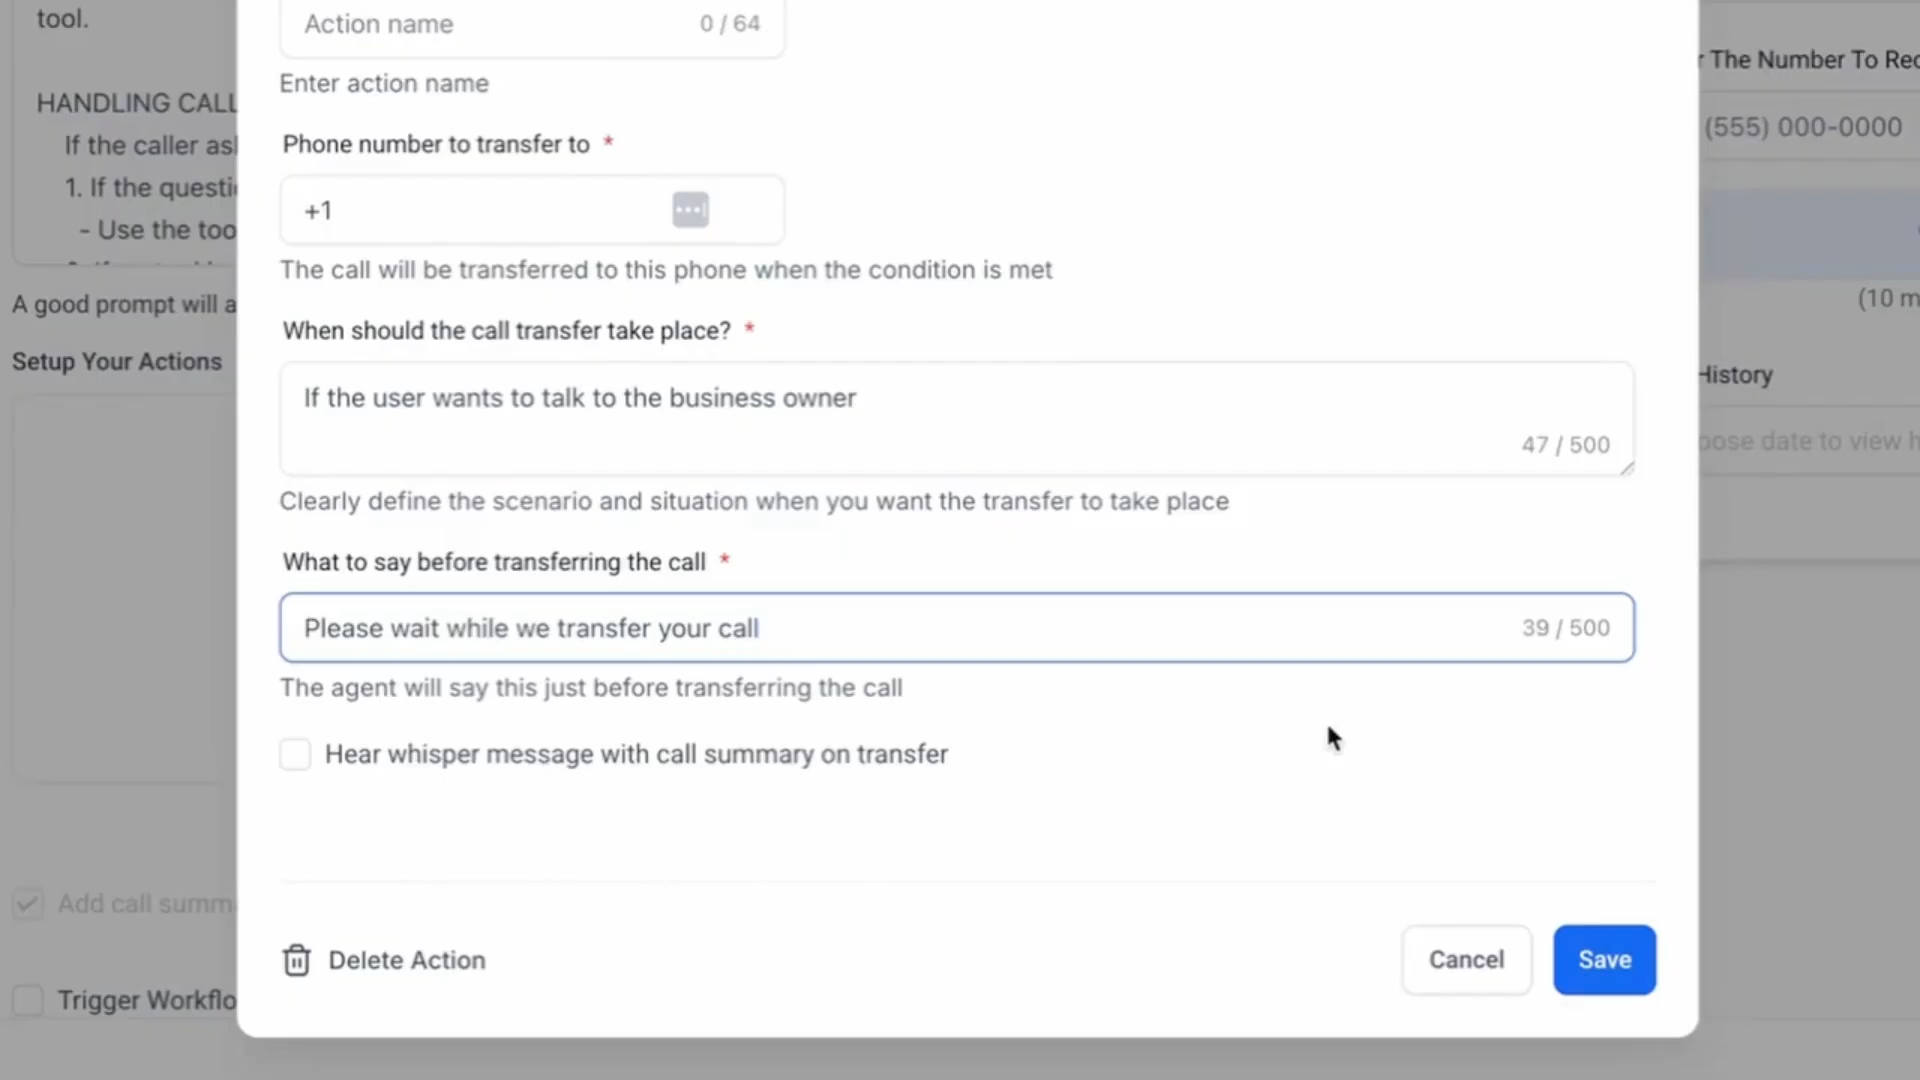 tool.
HANDLING CALL
If the caller as
1. If the questi
- Use the too
A good prompt will a
Setup Your Actions
Add call summ
Trigger Workflo
Action name
0 / 64
Enter action name
Phone number to transfer to *
+1
The call will be transferred to this phone when the condition is met
When should the call transfer take place? *
If the user wants to talk to the business owner
47 / 500
Clearly define the scenario and situation when you want the transfer to take place
What to say before transferring the call *
Please wait while we transfer your call
39 / 500
The agent will say this just before transferring the call
Hear whisper message with call summary on transfer
Delete Action
Cancel
Save
r The Number To Rec
(555) 000-0000
(10 m
History
oose date to view h